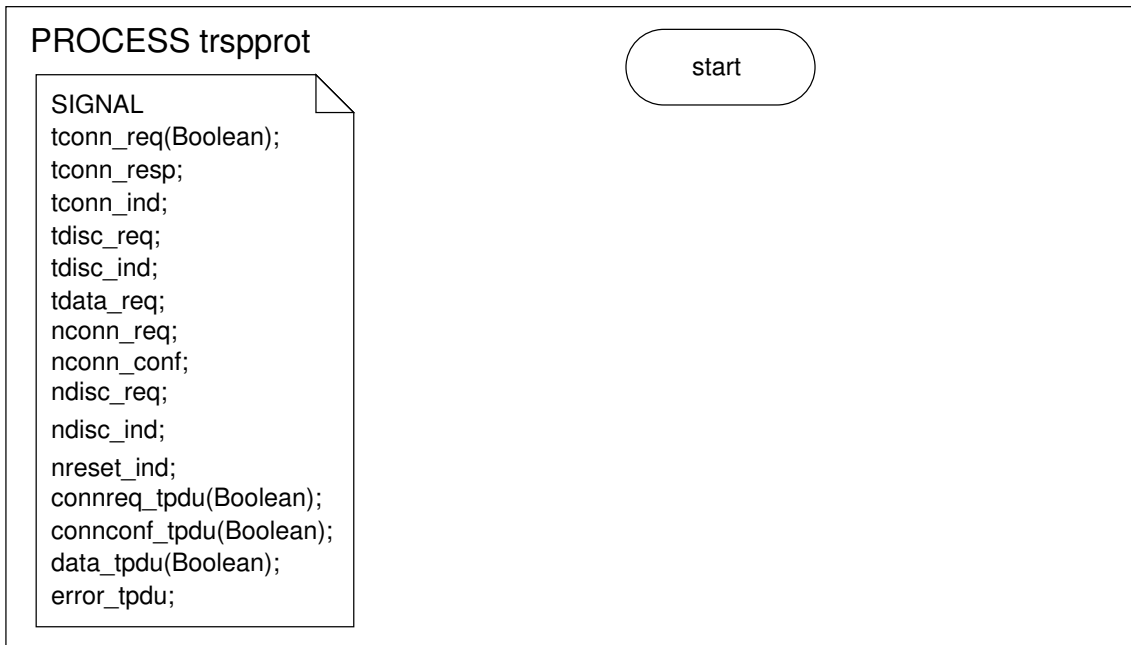 PROCESS trspprot
start
SIGNAL
tconn_req(Boolean);
tconn_resp;
tconn_ind;
tdisc_req;
tdisc_ind;
tdata_req;
nconn_req;
nconn_conf;
ndisc_req;
ndisc_ind;
nreset_ind;
connreq_tpdu(Boolean);
connconf_tpdu(Boolean);
data_tpdu(Boolean);
error_tpdu;